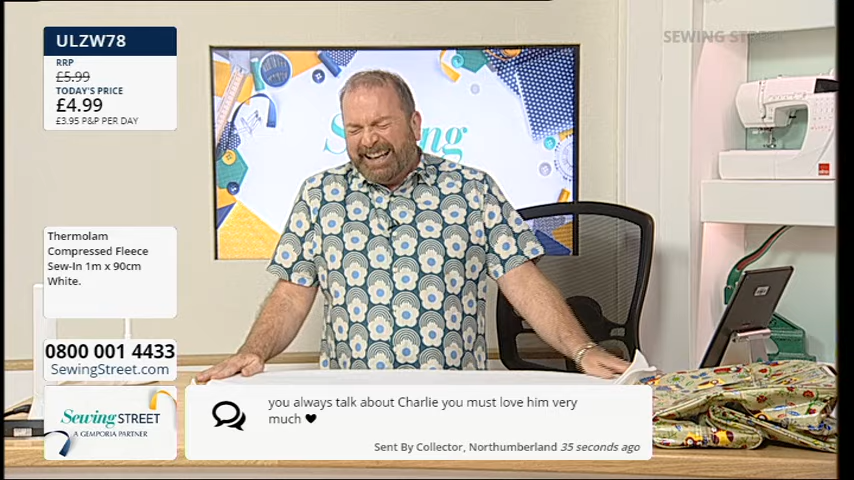 ULZW78
RRP
£5.99
TODAY'S PRICE
£4.99
£3.95 P&P PER DAY
SEWING STREET
Sewing
Thermolam
Compressed Fleece
Sew-In 1m x 90cm
White.
0800 001 4433
SewingStreet.com
Sewing STREET
A GEMPORIA PARTNER
you always talk about Charlie you must love him very
much ♥
Sent By Collector, Northumberland 35 seconds ago